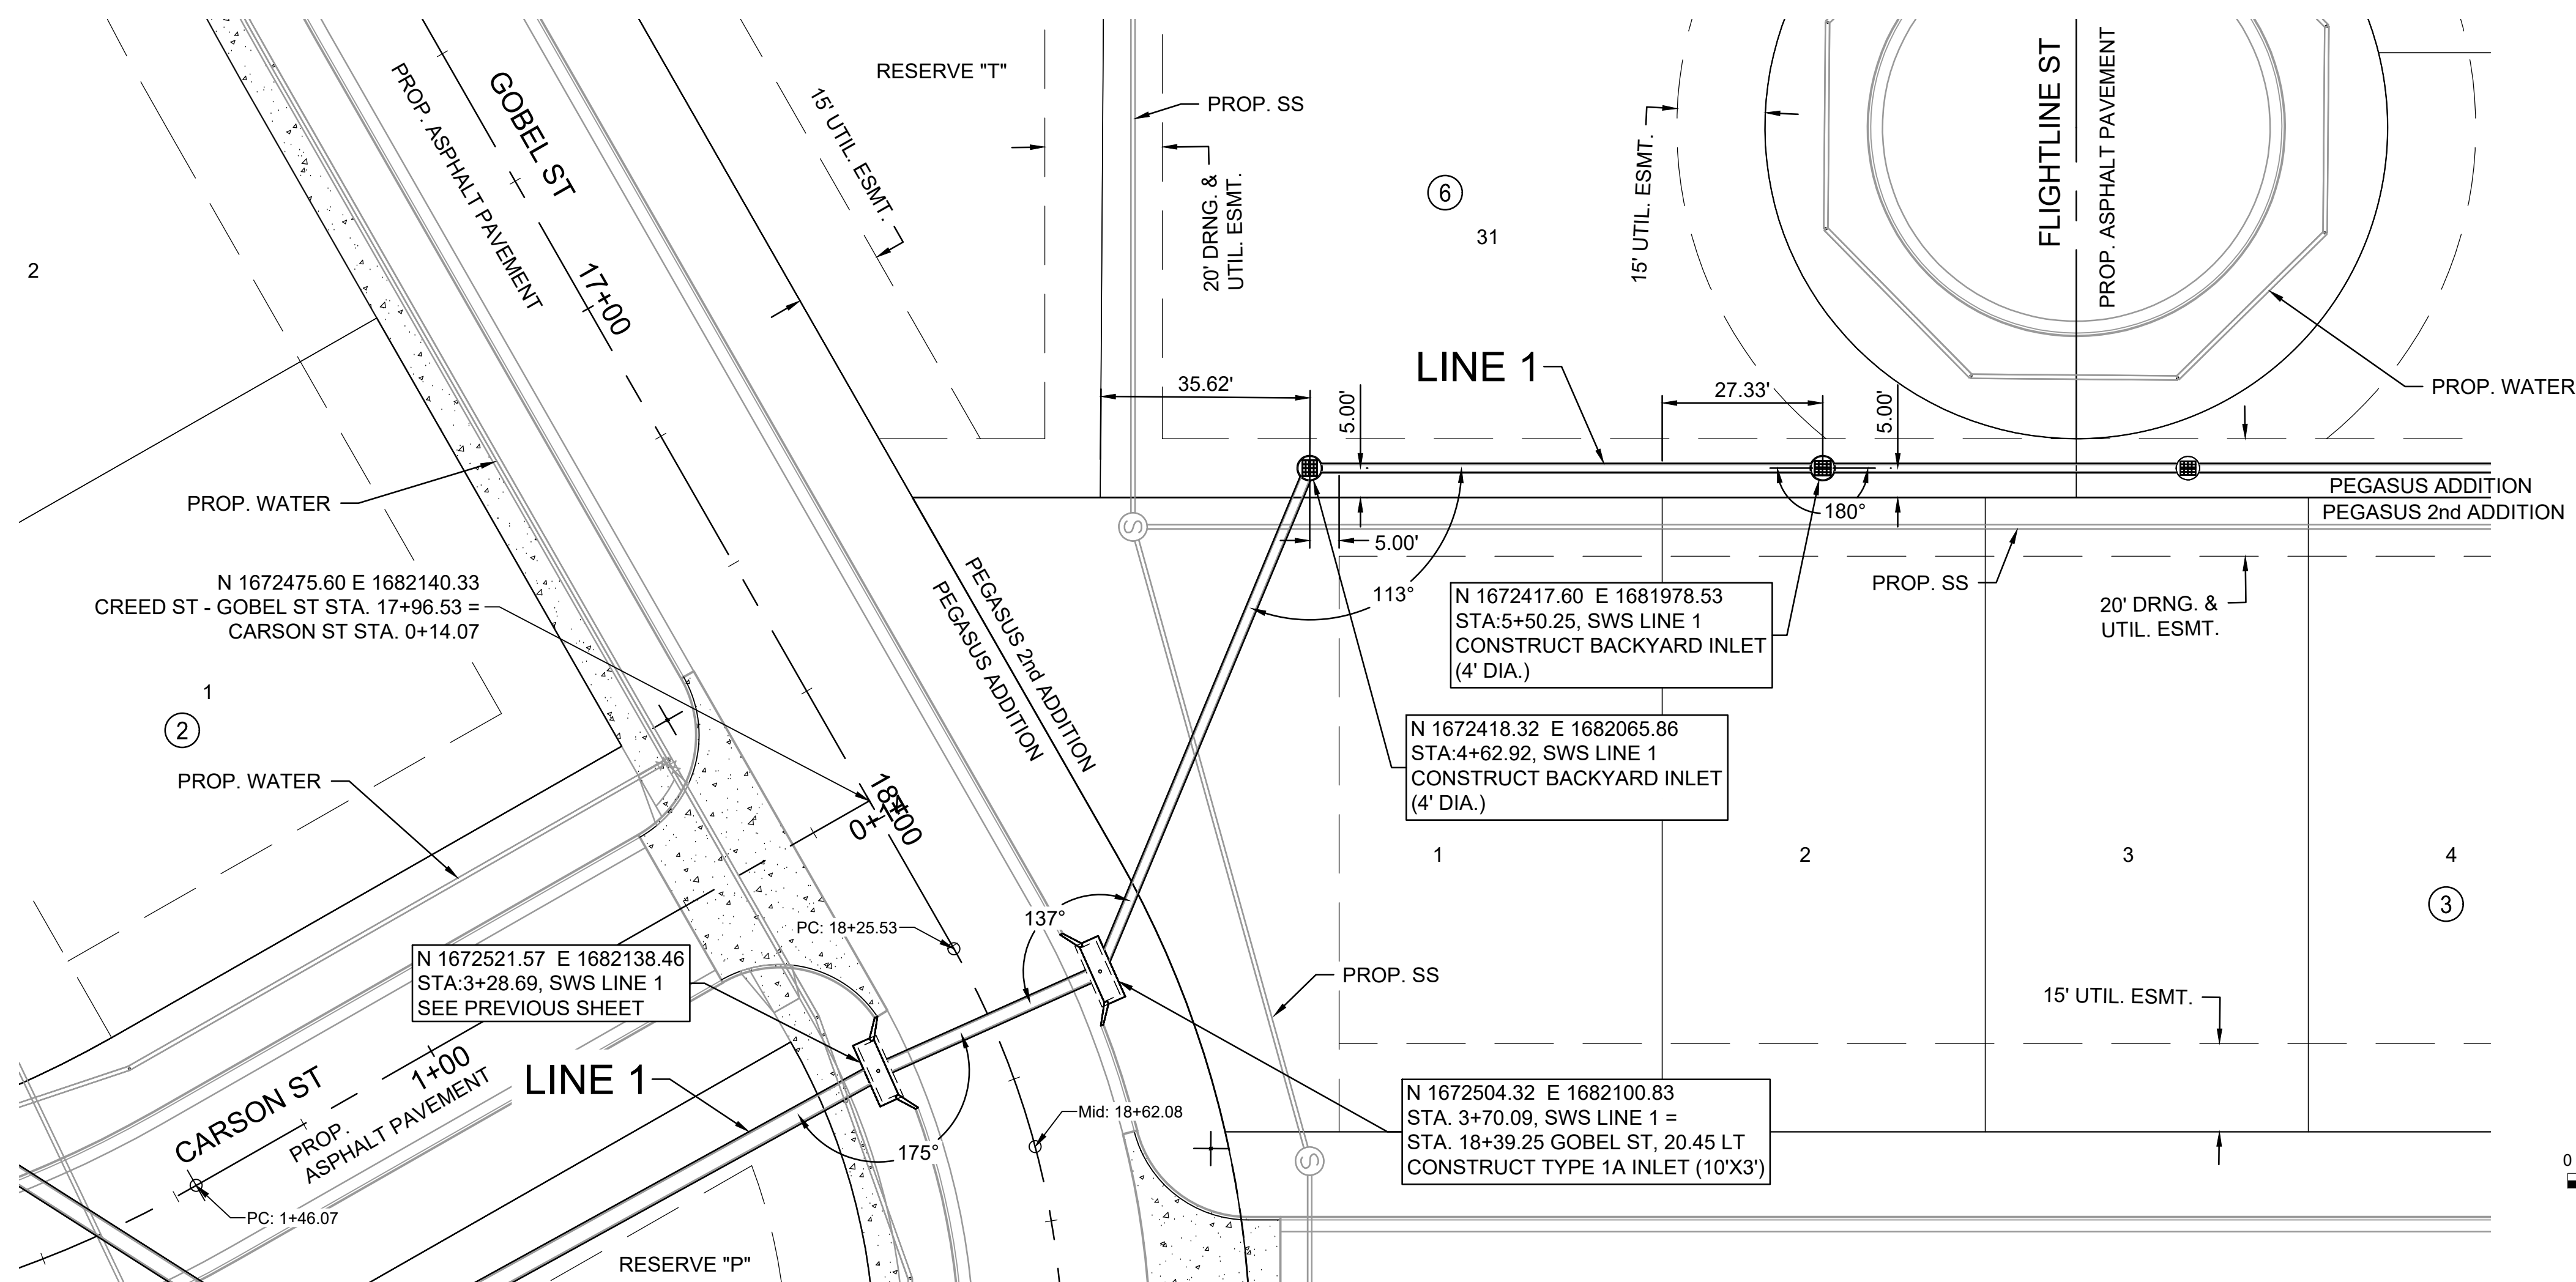 RESERVE "T"
GOBEL ST
PROP. ASPHALT PAVEMENT
17+00
15' UTIL. ESMT.
PROP. SS
20' DRNG. &
UTIL. ESMT.
6
31
15' UTIL. ESMT.
FLIGHTLINE ST
PROP. ASPHALT PAVEMENT
PROP. WATER
2
LINE 1
35.62'
5.00'
27.33'
5.00'
PROP. WATER
PEGASUS ADDITION
PEGASUS 2nd ADDITION
180°
5.00'
113°
S
N 1672475.60 E 1682140.33
CREED ST - GOBEL ST STA. 17+96.53 =
CARSON ST STA. 0+14.07
PEGASUS 2nd ADDITION
PEGASUS ADDITION
N 1672417.60 E 1681978.53
STA:5+50.25, SWS LINE 1
CONSTRUCT BACKYARD INLET
(4' DIA.)
PROP. SS
20' DRNG. &
UTIL. ESMT.
1
2
PROP. WATER
N 1672418.32 E 1682065.86
STA:4+62.92, SWS LINE 1
CONSTRUCT BACKYARD INLET
(4' DIA.)
1
2
3
4
3
137°
PC: 18+25.53
N 1672521.57 E 1682138.46
STA:3+28.69, SWS LINE 1
SEE PREVIOUS SHEET
PROP. SS
15' UTIL. ESMT.
LINE 1
CARSON ST
1+00
PROP.
ASPHALT PAVEMENT
175°
Mid: 18+62.08
N 1672504.32 E 1682100.83
STA. 3+70.09, SWS LINE 1 =
STA. 18+39.25 GOBEL ST, 20.45 LT
CONSTRUCT TYPE 1A INLET (10'X3')
S
PC: 1+46.07
RESERVE "P"
0